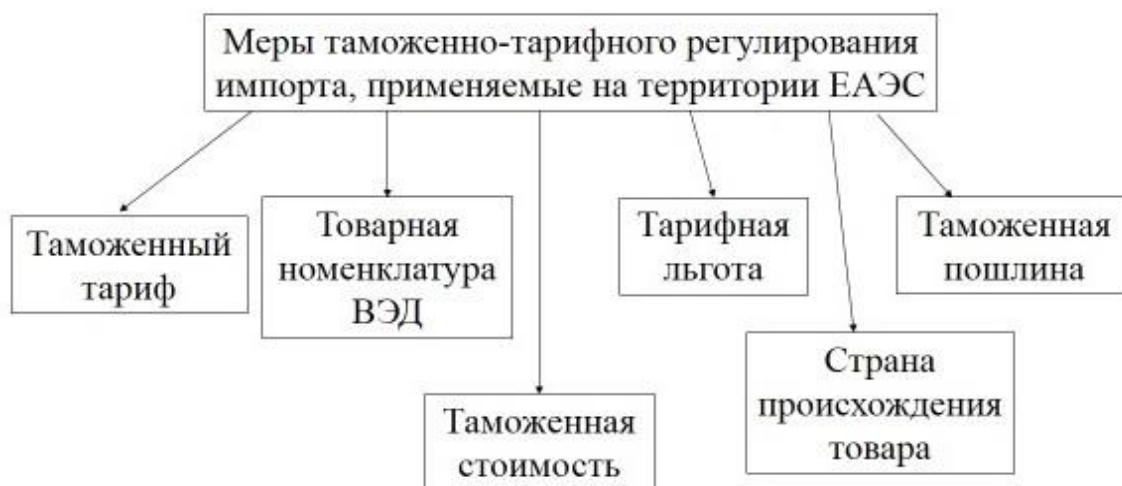 Меры таможенно-тарифного регулирования
импорта, применяемые на территории ЕАЭС
Таможенный
тариф
Товарная
номенклатура
ВЭД
Таможенная
стоимость
Тарифная
льгота
Страна
происхождения
товара
Таможенная
пошлина